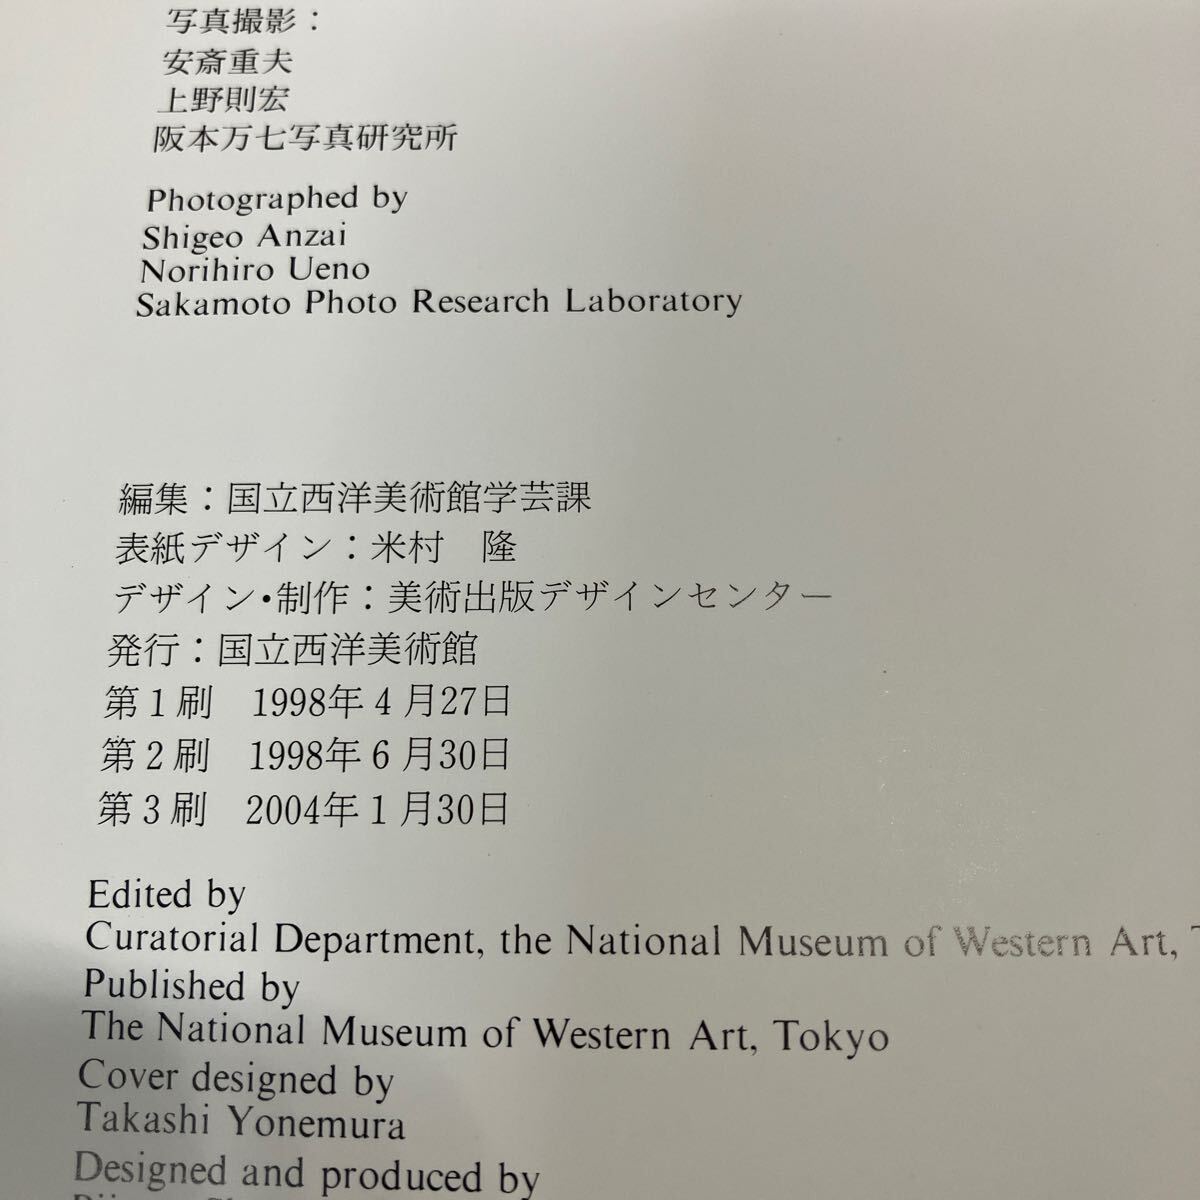 写真撮影：
安斎重夫
上野則宏
阪本万七写真研究所
Photographed by
Shigeo Anzai
Norihiro Ueno
Sakamoto Photo Research Laboratory
編集：国立西洋美術館学芸課
表紙デザイン：米村　隆
デザイン・制作：美術出版デザインセンター
発行：国立西洋美術館
第1刷　1998年4月27日
第2刷　1998年6月30日
第3刷　2004年1月30日
Edited by
Curatorial Department, the National Museum of Western Art,
Published by
The National Museum of Western Art, Tokyo
Cover designed by
Takashi Yonemura
Designed and produced by